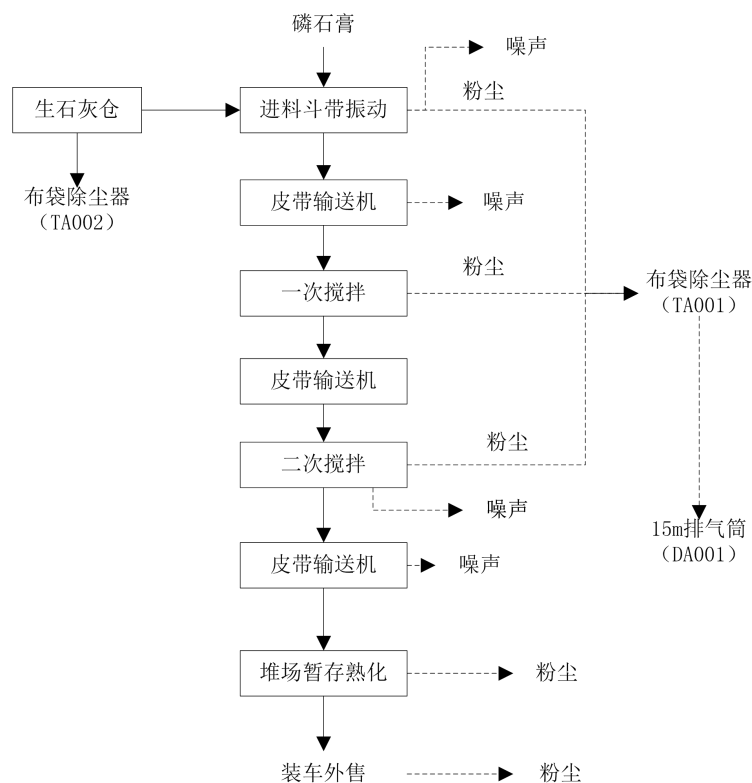 磷石膏
噪声
粉尘
生石灰仓
进料斗带振动
布袋除尘器
（TA002）
皮带输送机
噪声
粉尘
一次搅拌
布袋除尘器
（TA001）
皮带输送机
粉尘
二次搅拌
噪声
15m排气筒
（DA001）
皮带输送机
噪声
堆场暂存熟化
粉尘
装车外售
粉尘